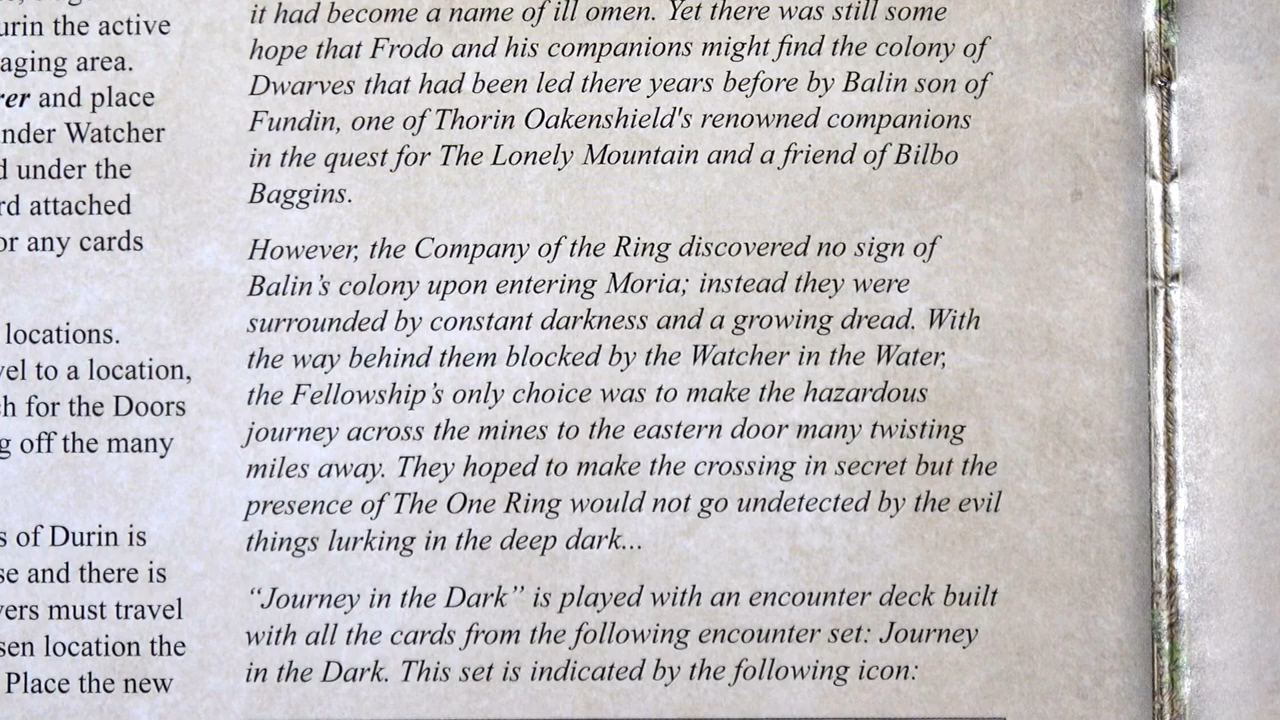 urin the active
aging area.
rer and place
nder Watcher
d under the
rd attached
or any cards
locations.
vel to a location,
ch for the Doors
g off the many
s of Durin is
se and there is
yers must travel
sen location the
Place the new
it had become a name of ill omen. Yet there was still some
hope that Frodo and his companions might find the colony of
Dwarves that had been led there years before by Balin son of
Fundin, one of Thorin Oakenshield's renowned companions
in the quest for The Lonely Mountain and a friend of Bilbo
Baggins.
However, the Company of the Ring discovered no sign of
Balin’s colony upon entering Moria; instead they were
surrounded by constant darkness and a growing dread. With
the way behind them blocked by the Watcher in the Water,
the Fellowship’s only choice was to make the hazardous
journey across the mines to the eastern door many twisting
miles away. They hoped to make the crossing in secret but the
presence of The One Ring would not go undetected by the evil
things lurking in the deep dark...
“Journey in the Dark” is played with an encounter deck built
with all the cards from the following encounter set: Journey
in the Dark. This set is indicated by the following icon: